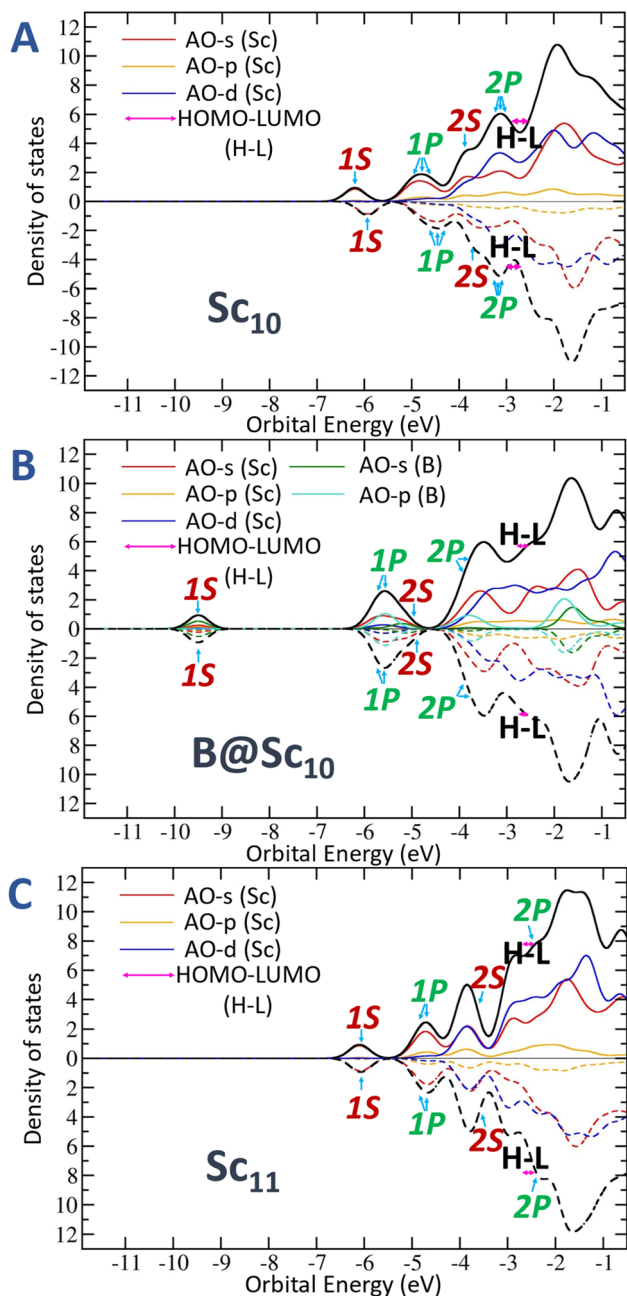 A
12
10
8
6
4
2
0
-2
-4
-6
-8
-10
-12
Density of states
AO-s (Sc)
AO-p (Sc)
AO-d (Sc)
HOMO-LUMO
(H-L)
1S
1P
2S
2P
H-L
1S
1P
2S
2P
H-L
Sc10
-11 -10 -9 -8 -7 -6 -5 -4 -3 -2 -1
Orbital Energy (eV)
B
12
10
8
6
4
2
0
2
4
6
8
10
12
Density of states
AO-s (Sc) AO-s (B)
AO-p (Sc) AO-p (B)
AO-d (Sc)
HOMO-LUMO
(H-L)
1S
1P
2S
2P
H-L
1S
1P
2S
2P
H-L
B@Sc10
-11 -10 -9 -8 -7 -6 -5 -4 -3 -2 -1
Orbital Energy (eV)
C
12
10
8
6
4
2
0
2
4
6
8
10
12
Density of states
AO-s (Sc)
AO-p (Sc)
AO-d (Sc)
HOMO-LUMO
(H-L)
1S
1P
2S
2P
H-L
1S
1P
2S
2P
H-L
Sc11
-11 -10 -9 -8 -7 -6 -5 -4 -3 -2 -1
Orbital Energy (eV)